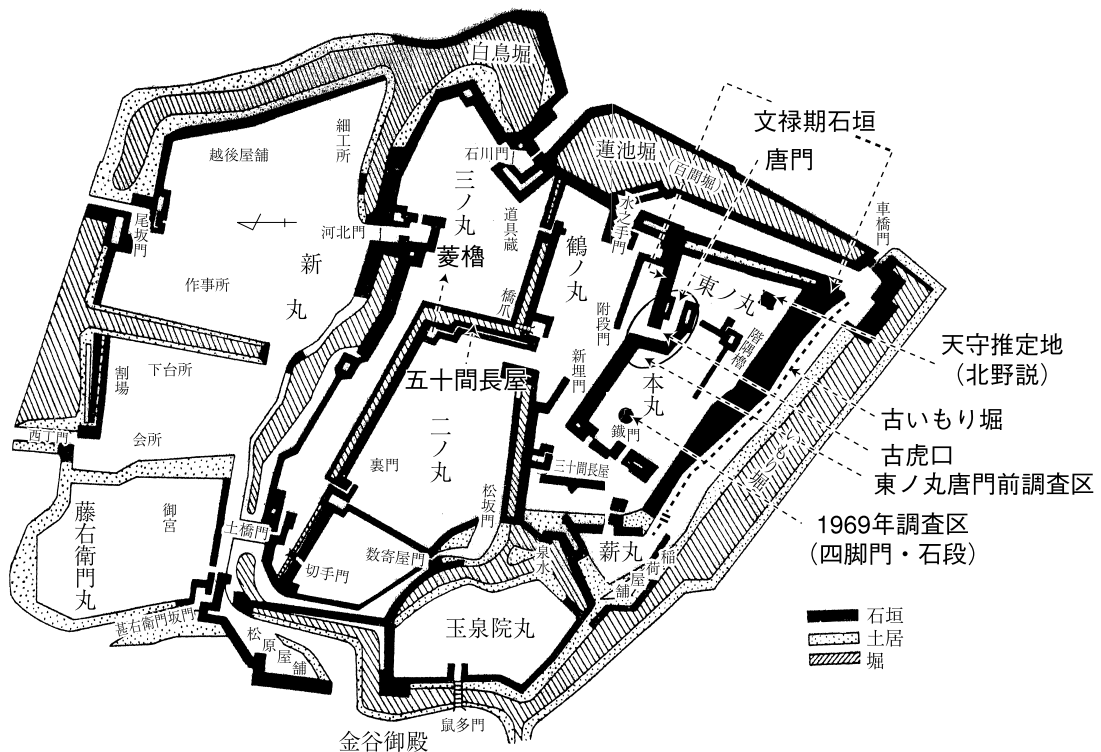 白鳥堀
文禄期石垣
唐門
蓮池堀
(百間堀)
細工所
越後屋舗
石川門
三ノ丸
道具蔵
水之手門
車橋門
尾坂門
河北門
菱櫓
鶴ノ丸
東ノ丸
新丸
作事所
橋爪
附段門
階隅櫓
天守推定地
(北野説)
割場
下台所
五十間長屋
新埋門
本丸
古いもり堀
二ノ丸
鐵門
いもり堀
古虎口
西丁門
会所
裏門
三十間長屋
東ノ丸唐門前調査区
藤右衛門丸
御宮
松坂門
1969年調査区
(四脚門・石段)
土橋門
数寄屋門
泉水
薪丸
稲荷屋舗
切手門
甚右衛門坂門
松原屋舗
玉泉院丸
石垣
土居
堀
鼠多門
金谷御殿